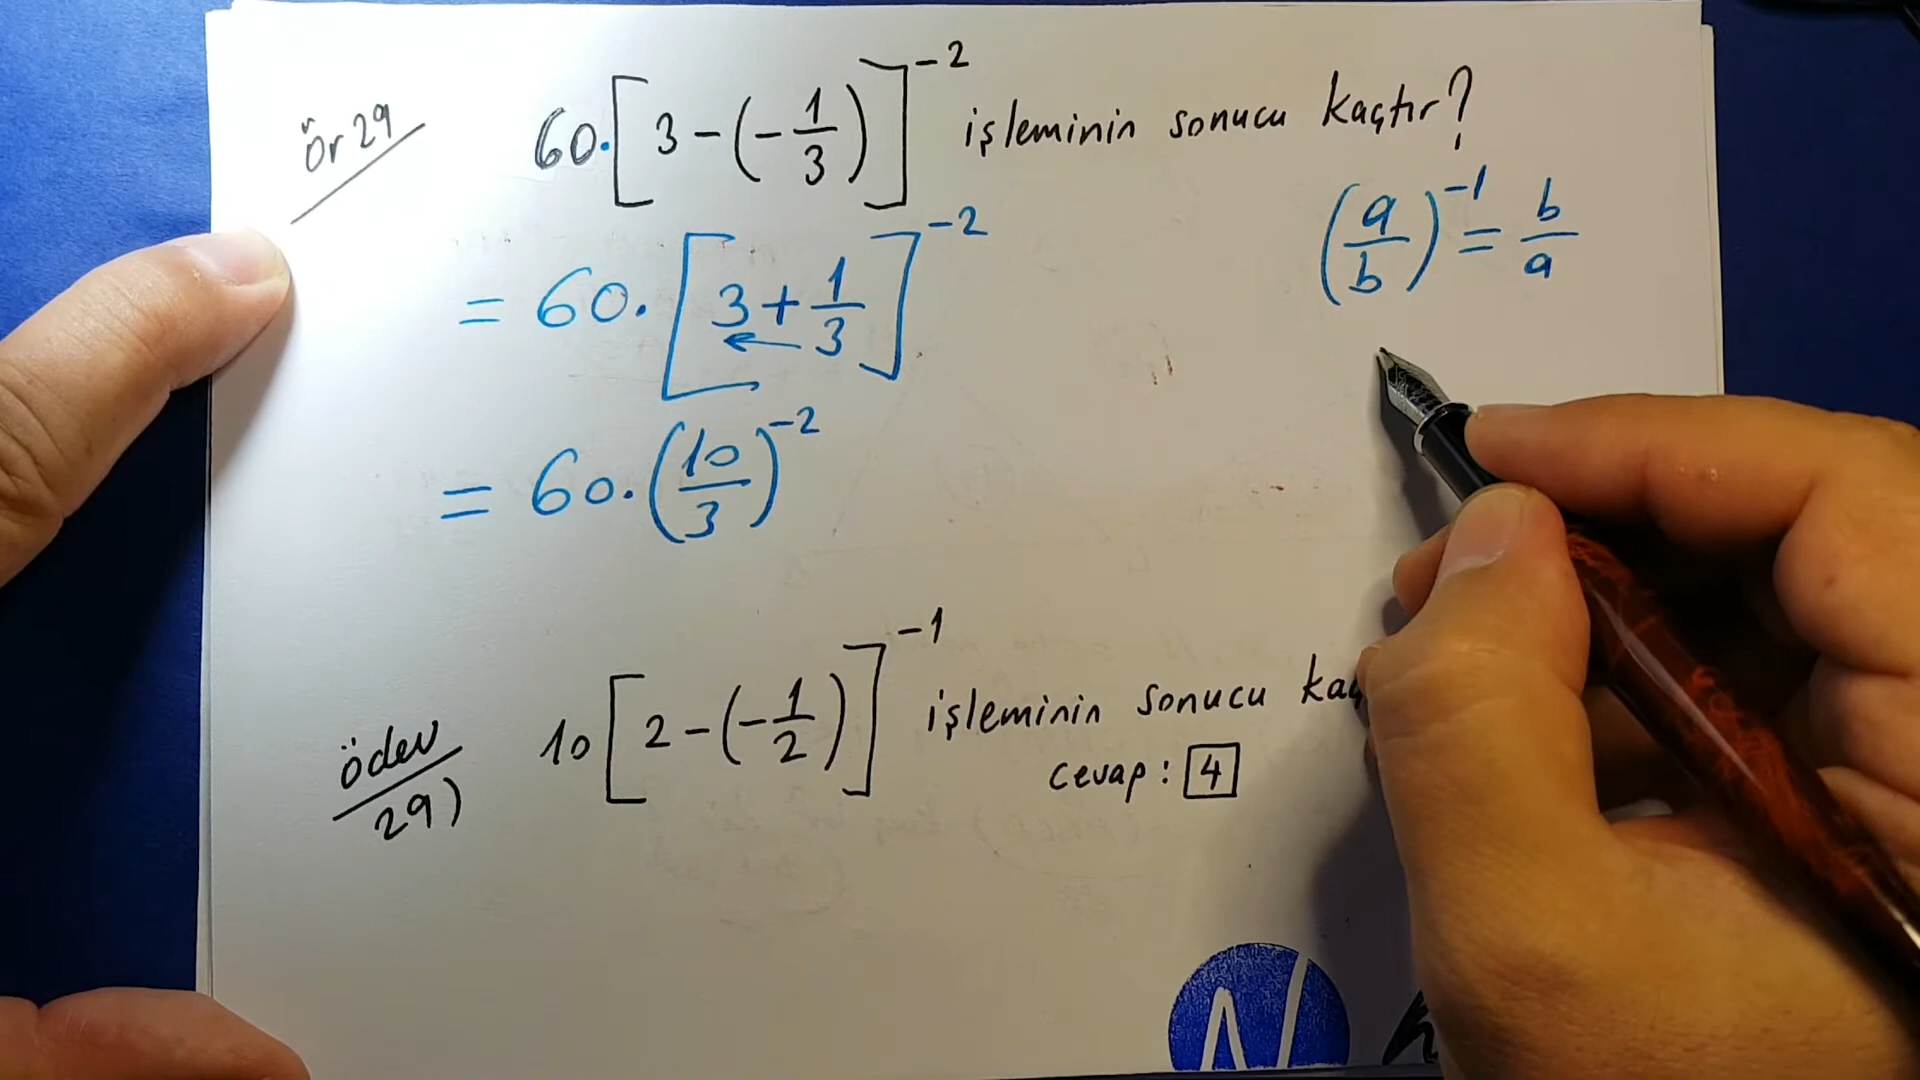 Ör 29 60.[3-(-1/3)]^-2 işleminin sonucu kaçtır?
(a/b)^-1 = b/a
= 60.[3+1/3]^-2
= 60.(10/3)^-2
ödev 29) 10[2-(-1/2)]^-1 işleminin sonucu
cevap: 4